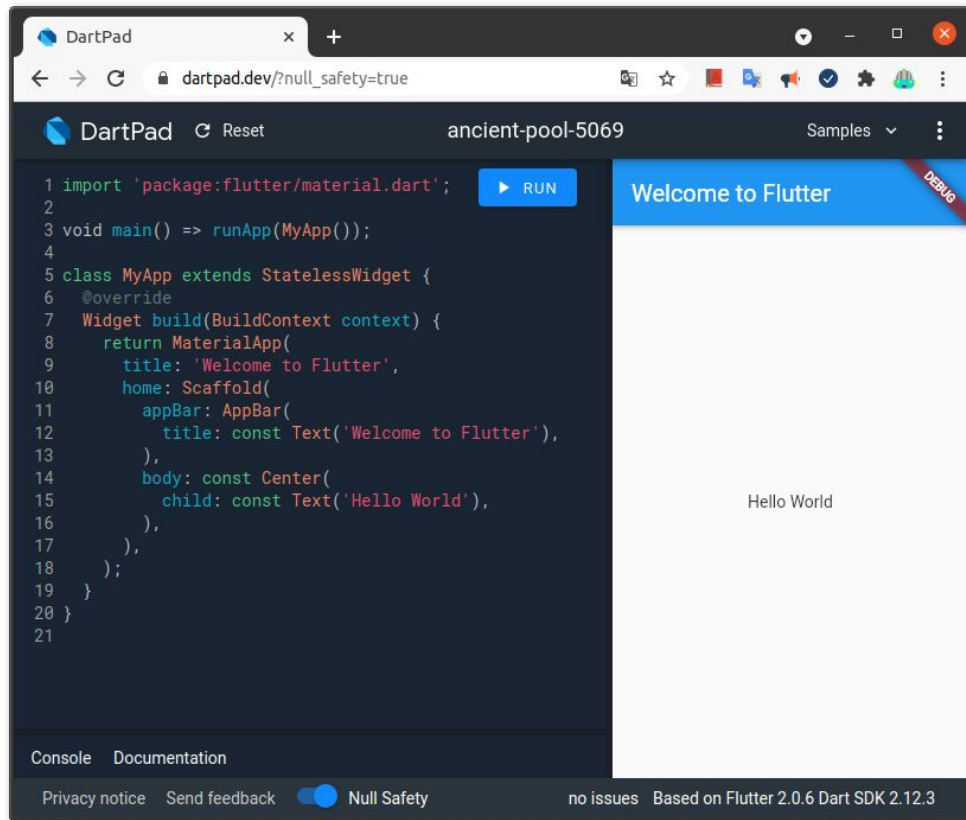 DartPad
dartpad.dev/?null_safety=true
DartPad Reset ancient-pool-5069 Samples
RUN
1 import 'package:flutter/material.dart';
2
3 void main() => runApp(MyApp());
4
5 class MyApp extends StatelessWidget {
6   @override
7   Widget build(BuildContext context) {
8     return MaterialApp(
9       title: 'Welcome to Flutter',
10       home: Scaffold(
11         appBar: AppBar(
12           title: const Text('Welcome to Flutter'),
13         ),
14         body: const Center(
15           child: const Text('Hello World'),
16         ),
17       ),
18     );
19   }
20 }
21
Welcome to Flutter
DEBUG
Hello World
Console Documentation
Privacy notice Send feedback Null Safety no issues Based on Flutter 2.0.6 Dart SDK 2.12.3